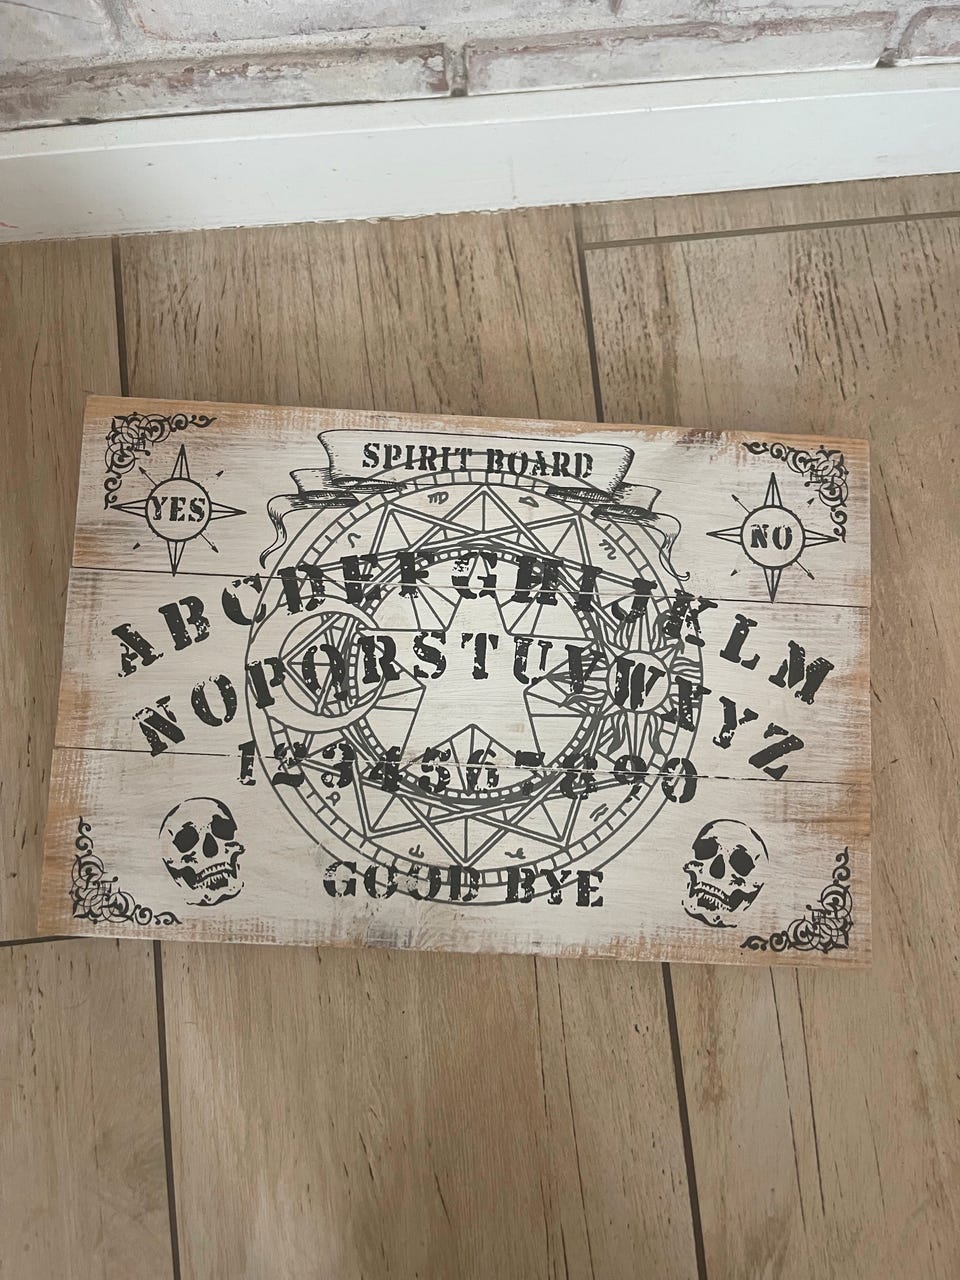 SPIRIT BOARD
YES
NO
ABCDEFGHIJKLM
NOPQRSTUVWXYZ
1234567890
GOOD BYE